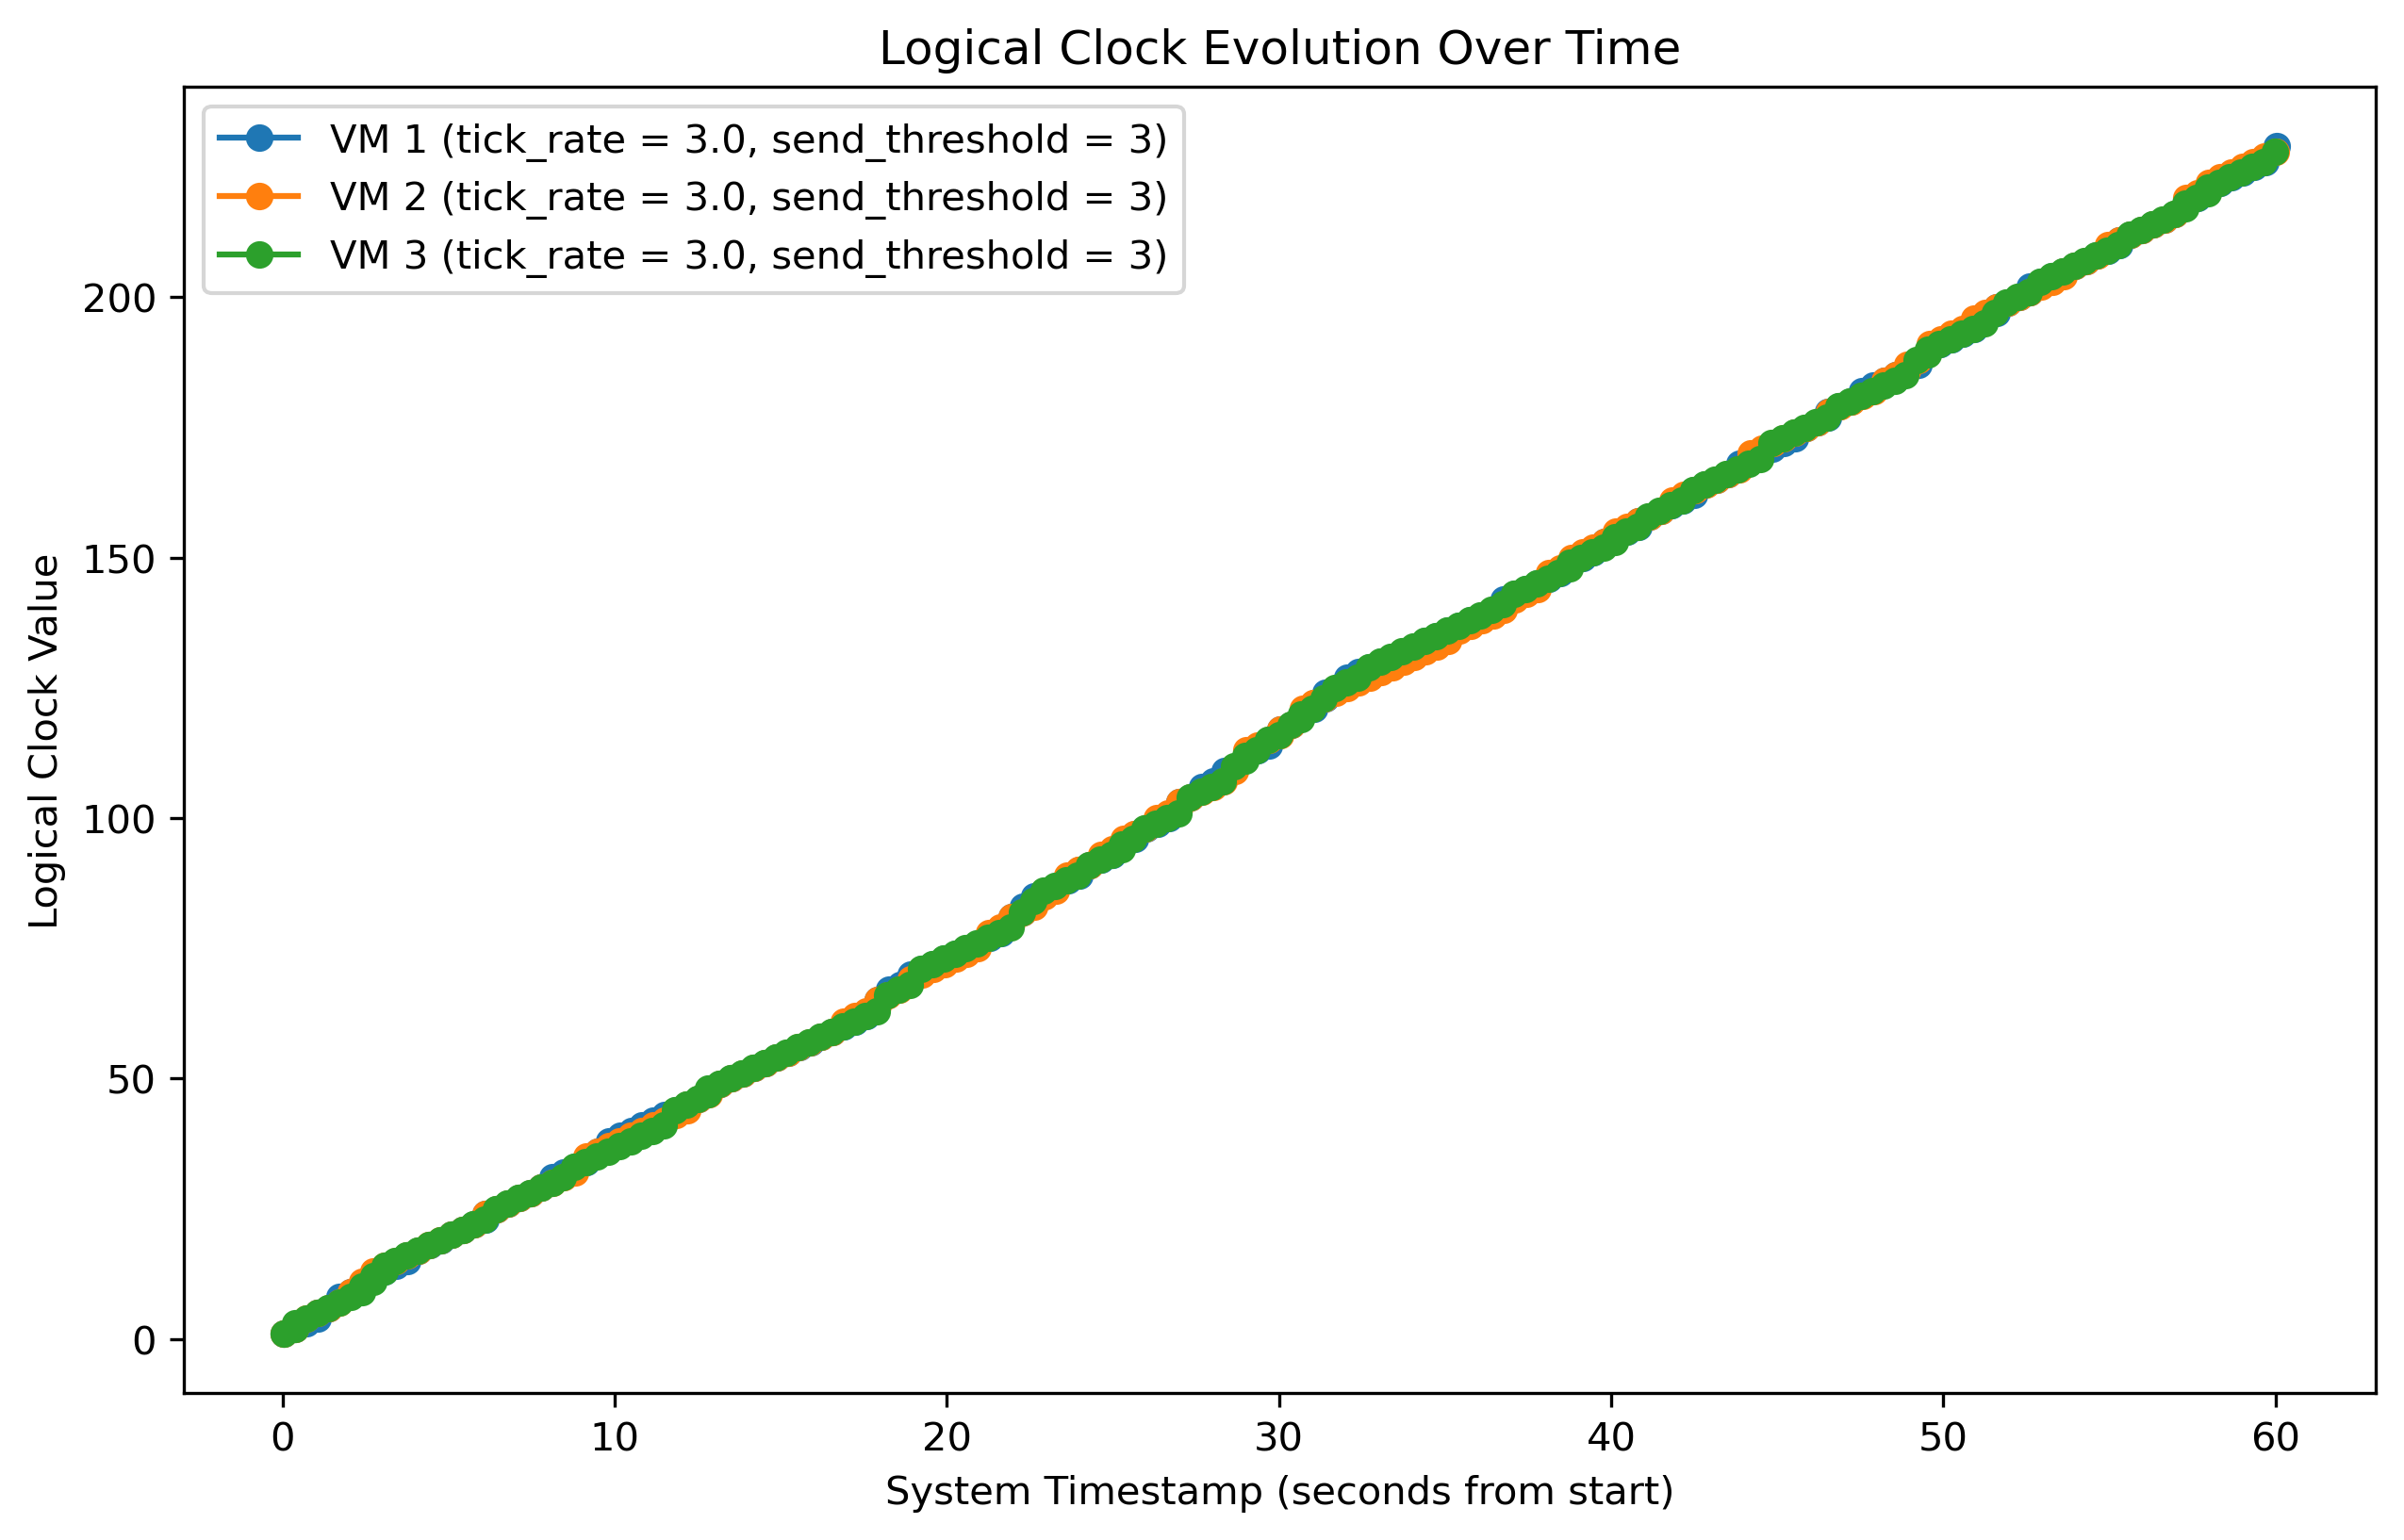 Logical Clock Evolution Over Time
VM 1 (tick_rate = 3.0, send_threshold = 3)
VM 2 (tick_rate = 3.0, send_threshold = 3)
VM 3 (tick_rate = 3.0, send_threshold = 3)
Logical Clock Value
200
150
100
50
0
0 10 20 30 40 50 60
System Timestamp (seconds from start)